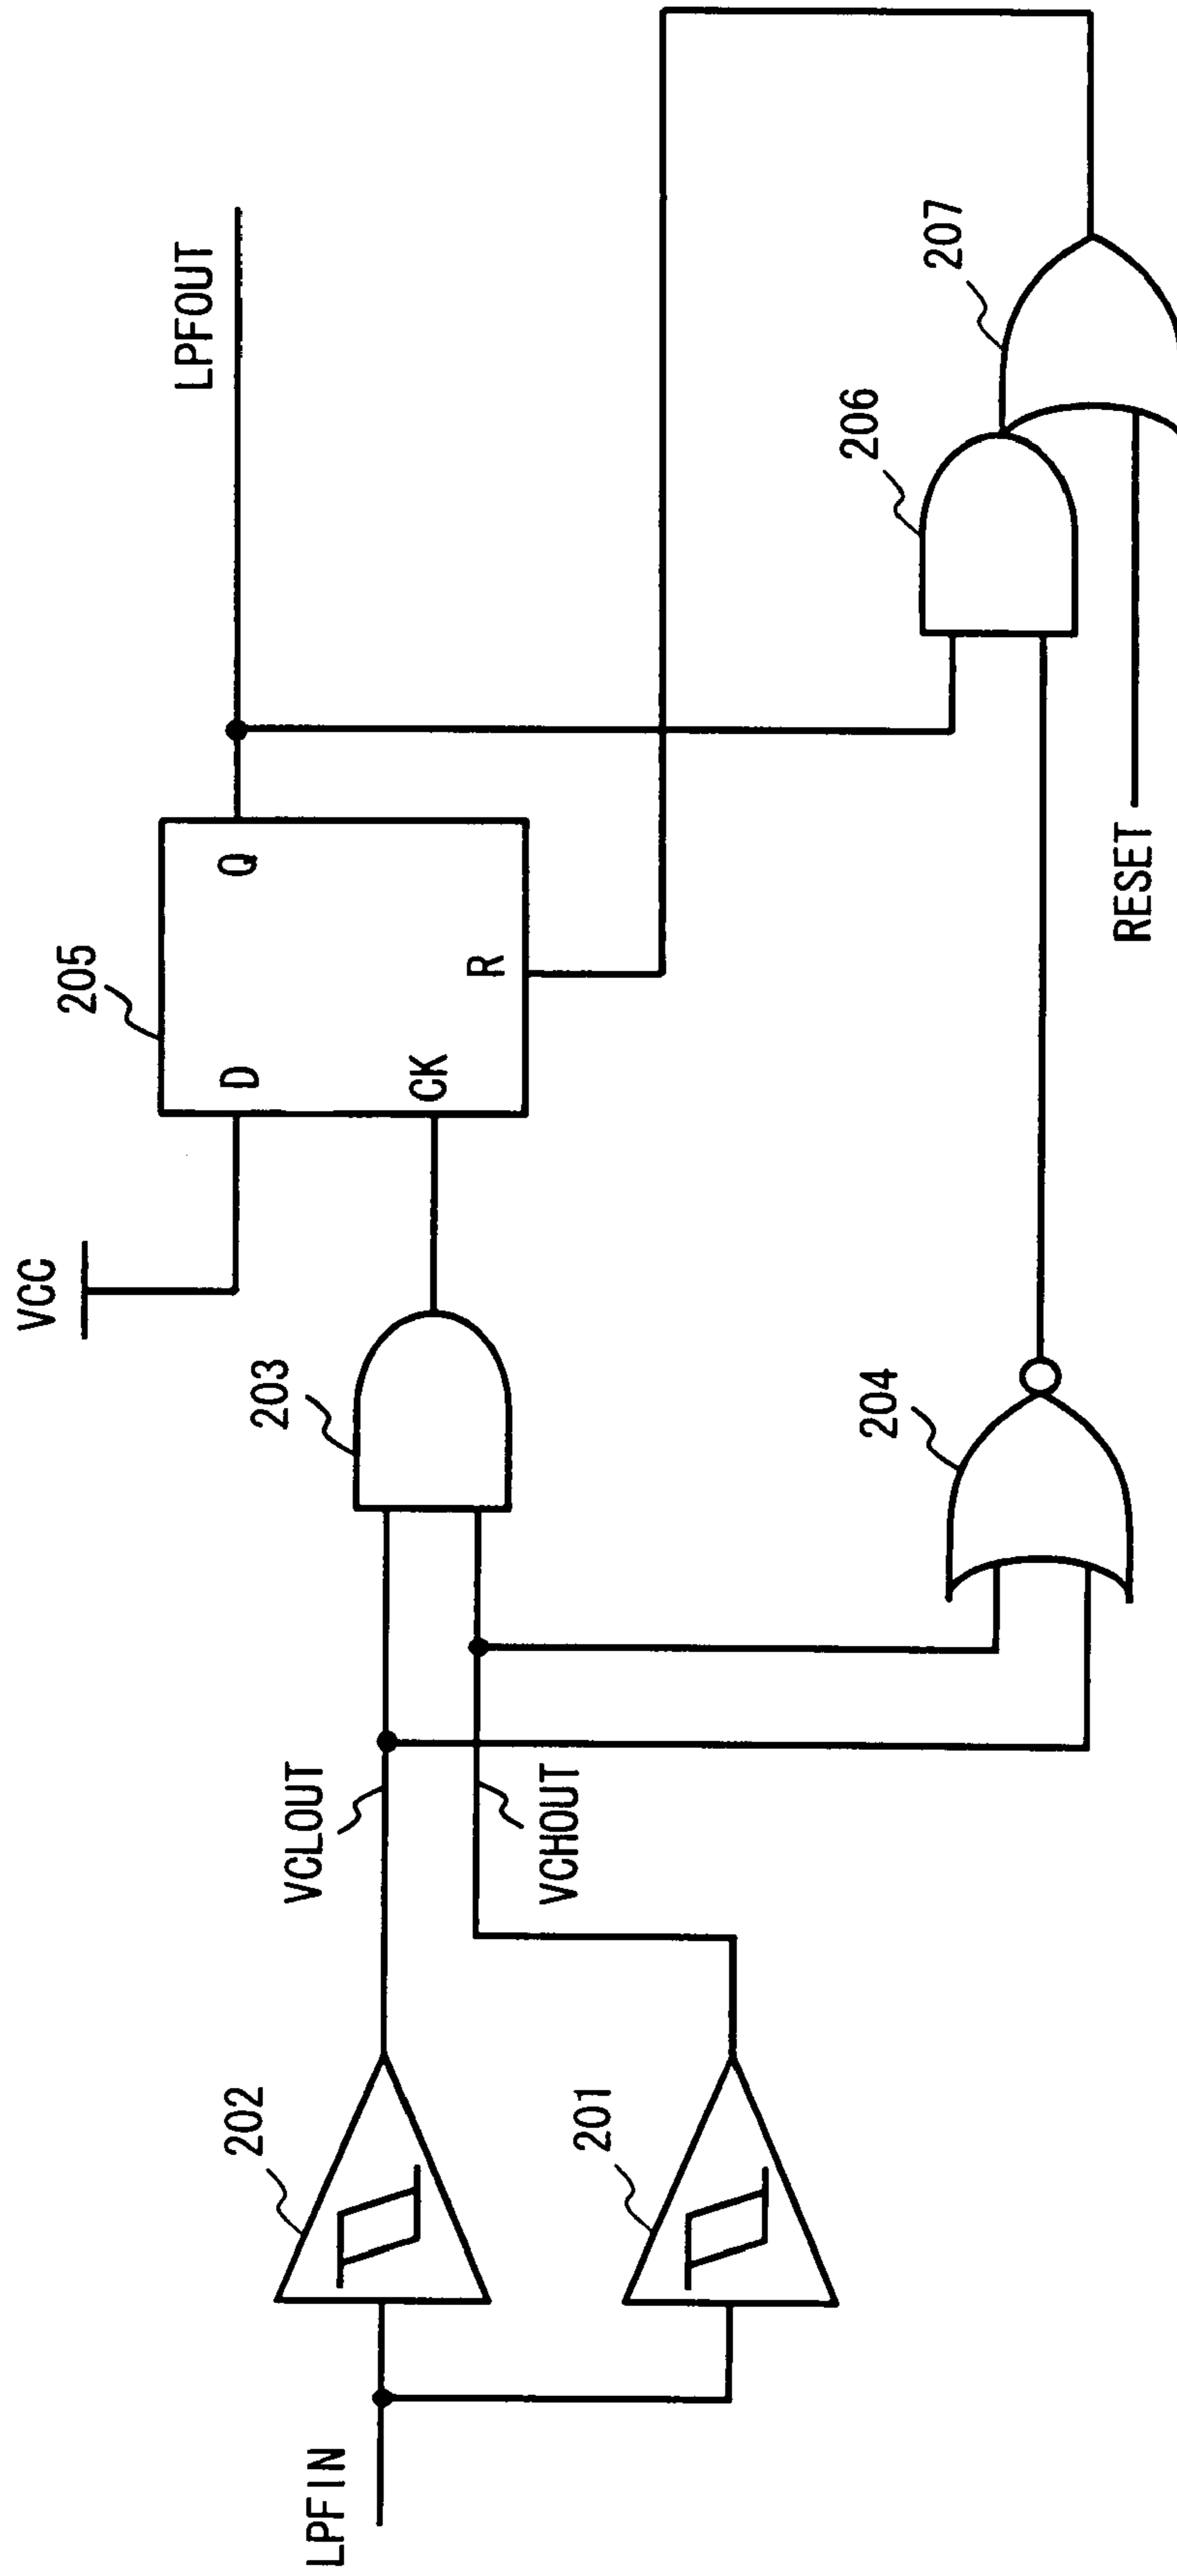 LPFIN
202
201
VCLOUT
VCHOUT
203
204
VCC
205
D
CK
Q
R
LPFOUT
206
207
RESET